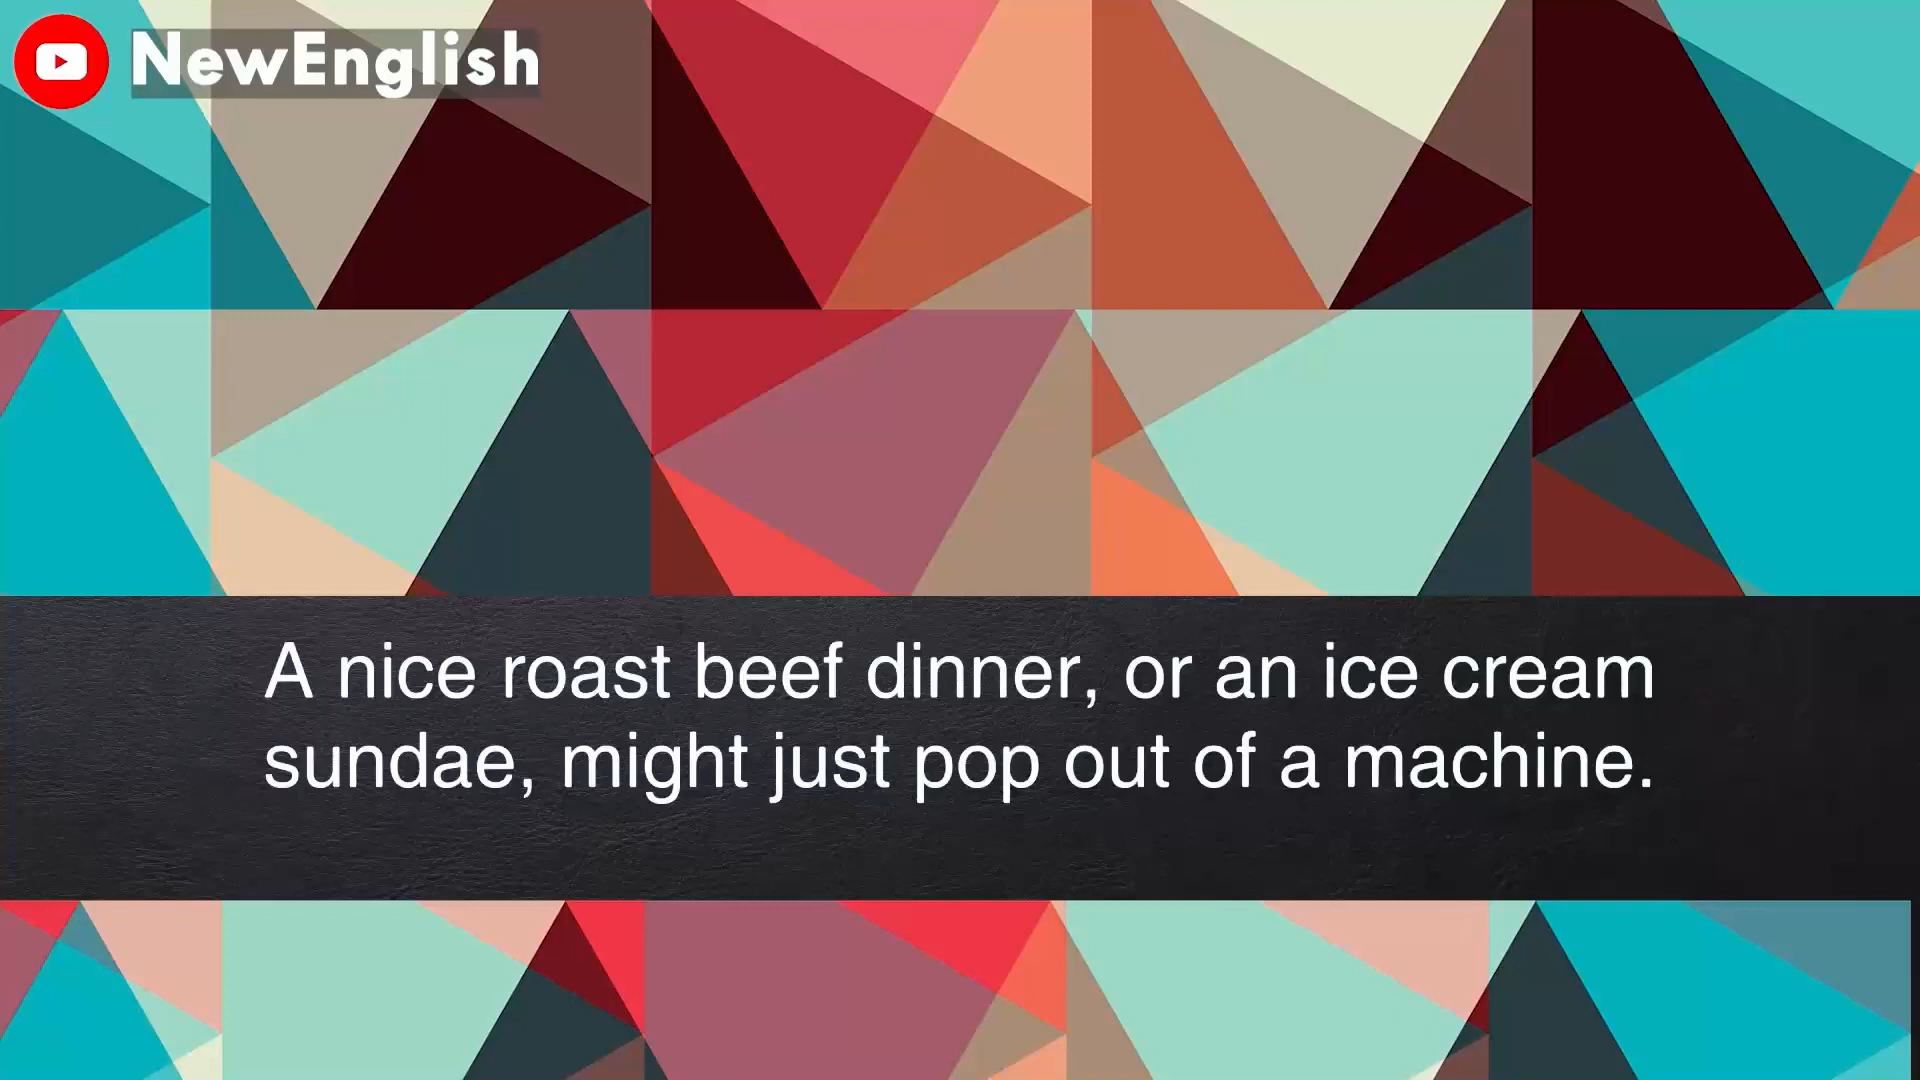 NewEnglish
A nice roast beef dinner, or an ice cream
sundae, might just pop out of a machine.